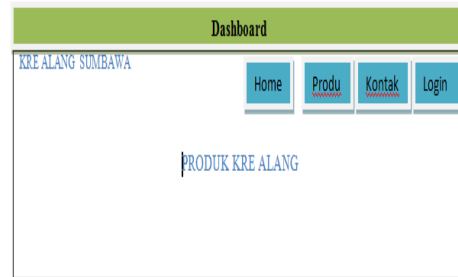 Dashboard
KRE ALANG SUMBAWA
Home Produ Kontak Login
PRODUK KRE ALANG